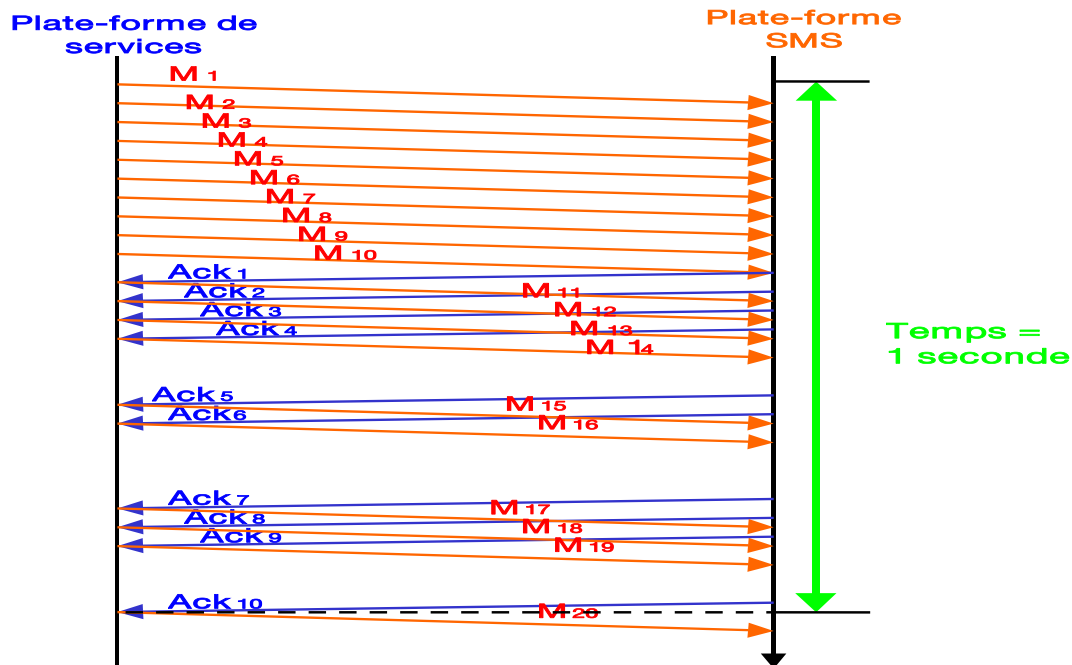 Plate-forme de
services
Plate-forme
SMS
M 1
M 2
M 3
M 4
M 5
M 6
M 7
M 8
M 9
M 10
Ack 1
Ack 2
M 11
Ack 3
M 12
Ack 4
M 13
M 14
Temps =
1 seconde
Ack 5
M 15
Ack 6
M 16
Ack 7
M 17
Ack 8
M 18
Ack 9
M 19
Ack 10
M 20